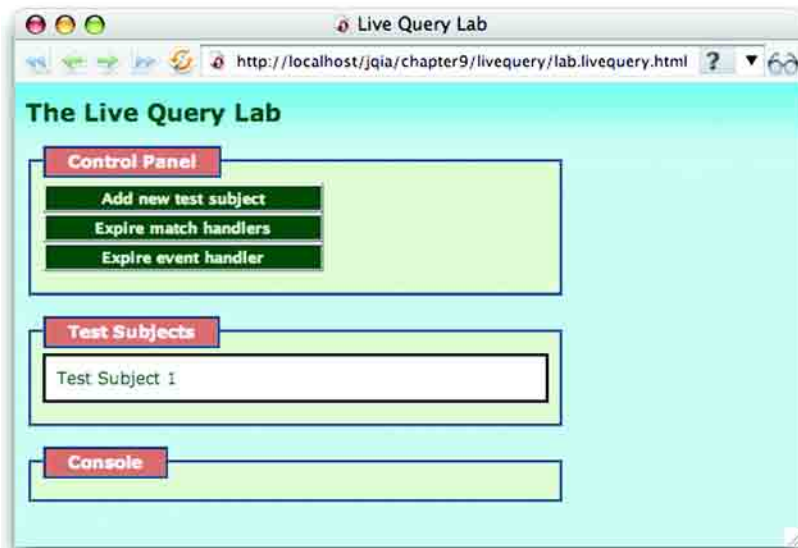 Live Query Lab
http://localhost/jqia/chapter9/livequery/lab.livequery.html ?
The Live Query Lab
Control Panel
Add new test subject
Expire match handlers
Expire event handler
Test Subjects
Test Subject 1
Console